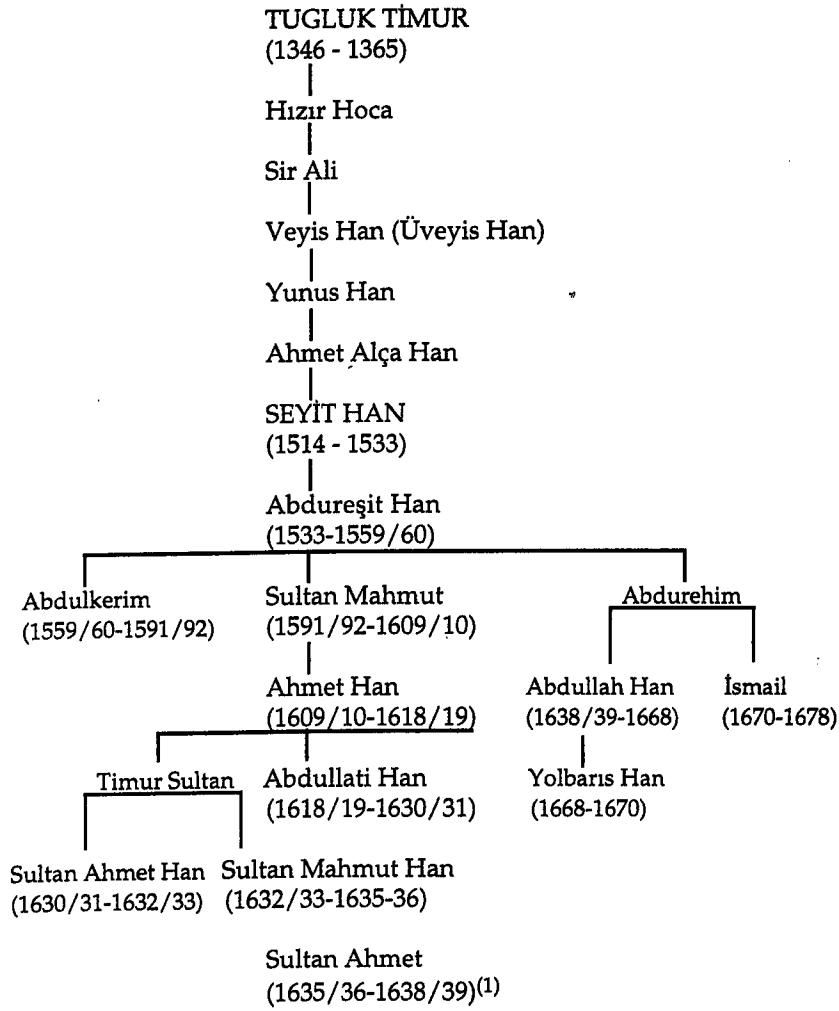 TUGLUK TİMUR
(1346 - 1365)
Hızır Hoca
Sir Ali
Veyis Han (Üveyis Han)
Yunus Han
Ahmet Alça Han
SEYİT HAN
(1514 - 1533)
Abdureşit Han
(1533-1559/60)
Abdulkerim
(1559/60-1591/92)
Sultan Mahmut
(1591/92-1609/10)
Abdurehim
Ahmet Han
(1609/10-1618/19)
Abdullah Han
(1638/39-1668)
İsmail
(1670-1678)
Timur Sultan
Abdullati Han
(1618/19-1630/31)
Yolbarıs Han
(1668-1670)
Sultan Ahmet Han
(1630/31-1632/33)
Sultan Mahmut Han
(1632/33-1635-36)
Sultan Ahmet
(1635/36-1638/39)(1)